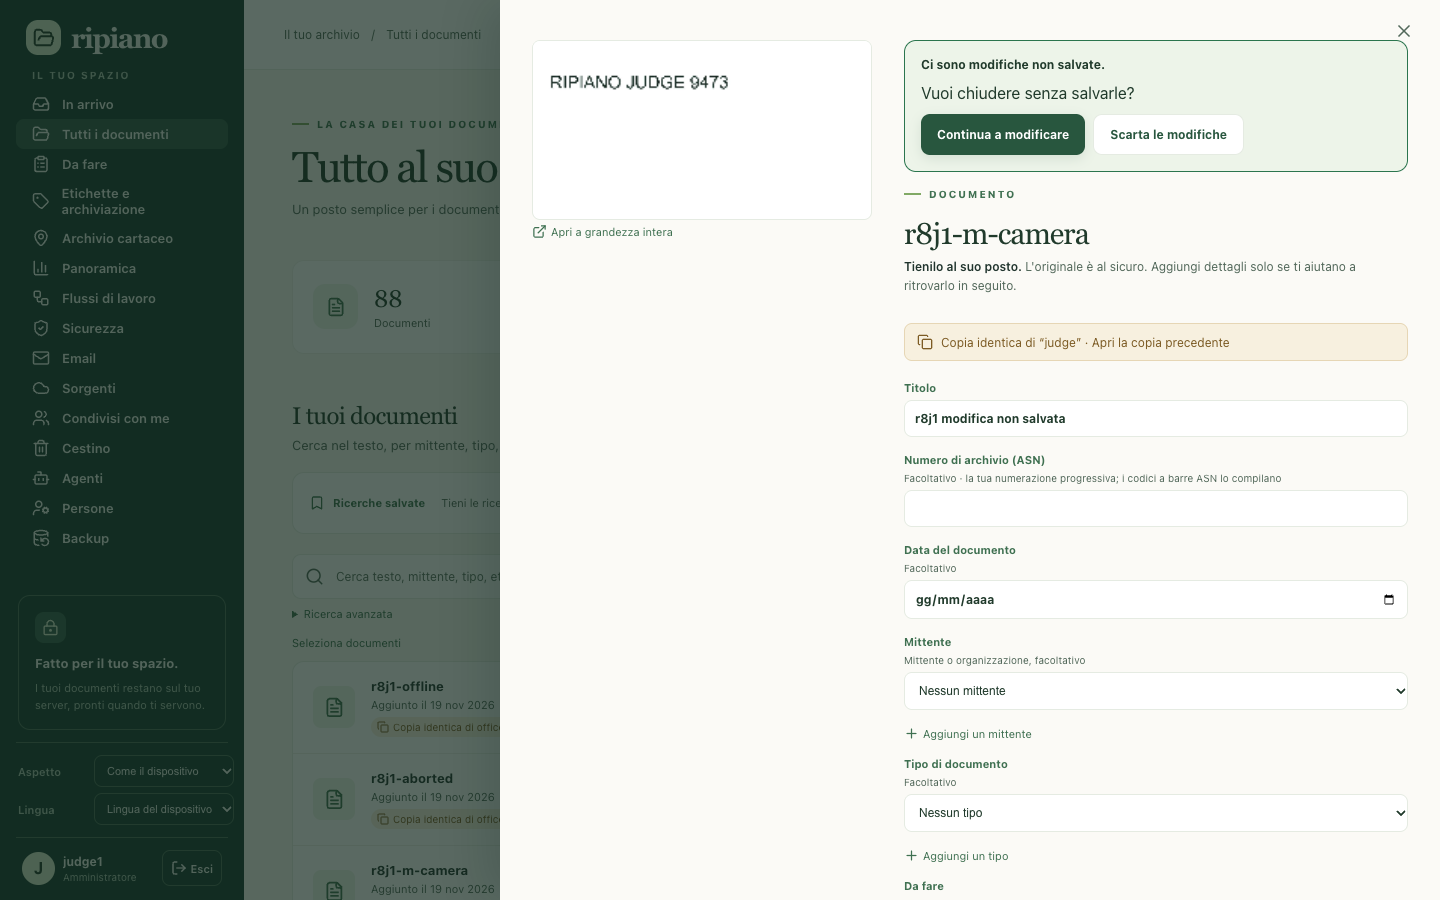 ripiano
IL TUO SPAZIO
In arrivo
Tutti i documenti
Da fare
Etichette e
archiviazione
Archivio cartaceo
Panoramica
Flussi di lavoro
Sicurezza
Email
Sorgenti
Condivisi con me
Cestino
Agenti
Persone
Backup
Fatto per il tuo spazio.
I tuoi documenti restano sul tuo
server, pronti quando ti servono.
Aspetto
Come il dispositivo
Lingua
Lingua del dispositivo
J
judge1
Amministratore
Esci
Il tuo archivio / Tutti i documenti
LA CASA DEI TUOI DOCUM
Tutto al suo
Un posto semplice per i document
88
Documenti
I tuoi documenti
Cerca nel testo, per mittente, tipo,
Ricerche salvate
Tieni le rice
Cerca testo, mittente, tipo, et
Ricerca avanzata
Seleziona documenti
r8j1-offline
Aggiunto il 19 nov 2026
Copia identica di offic
r8j1-aborted
Aggiunto il 19 nov 2026
Copia identica di offic
r8j1-m-camera
Aggiunto il 19 nov 2026
RIPIANO JUDGE 9473
Apri a grandezza intera
Ci sono modifiche non salvate.
Vuoi chiudere senza salvarle?
Continua a modificare
Scarta le modifiche
DOCUMENTO
r8j1-m-camera
Tienilo al suo posto. L'originale è al sicuro. Aggiungi dettagli solo se ti aiutano a
ritrovarlo in seguito.
Copia identica di “judge” · Apri la copia precedente
Titolo
r8j1 modifica non salvata
Numero di archivio (ASN)
Facoltativo · la tua numerazione progressiva; i codici a barre ASN lo compilano
Data del documento
Facoltativo
gg/mm/aaaa
Mittente
Mittente o organizzazione, facoltativo
Nessun mittente
Aggiungi un mittente
Tipo di documento
Facoltativo
Nessun tipo
Aggiungi un tipo
Da fare